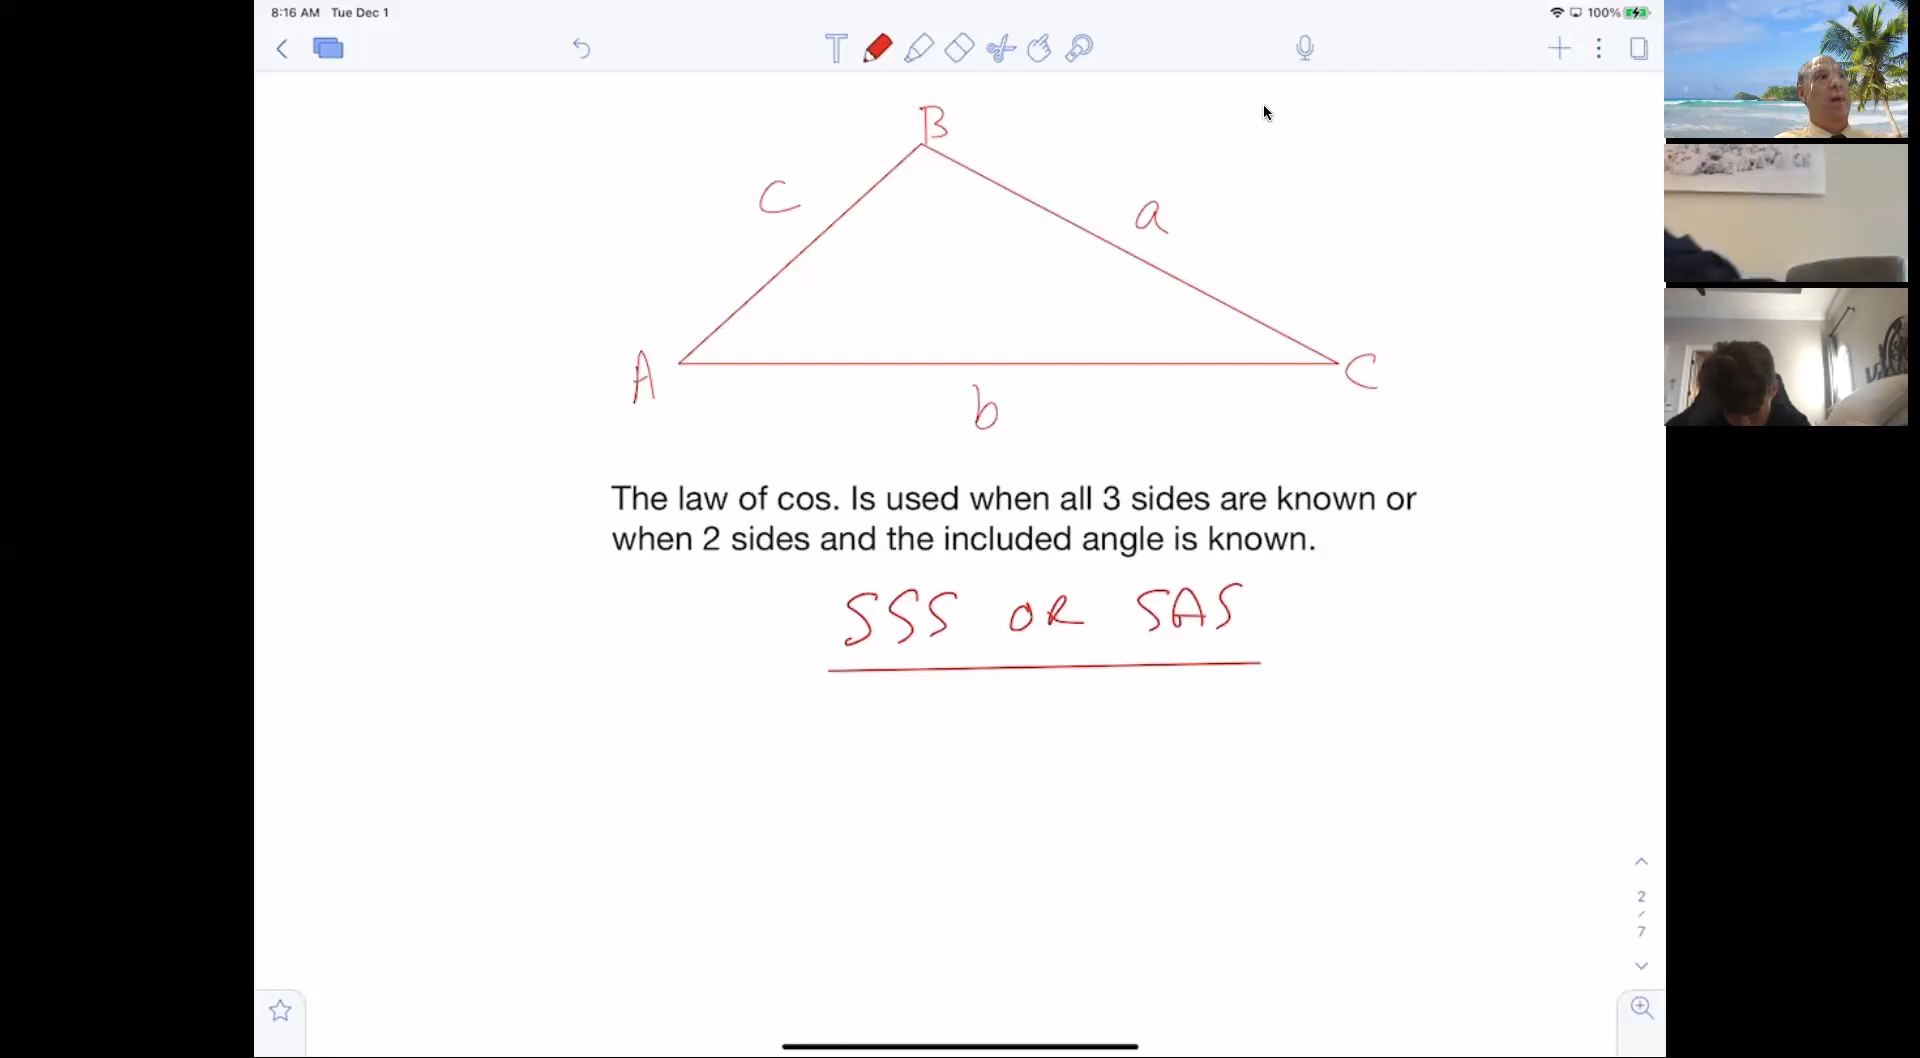 8:16 AM Tue Dec 1
100%
T
B
c
a
A
C
b
The law of cos. Is used when all 3 sides are known or
when 2 sides and the included angle is known.
SSS OR SAS
2
/
7